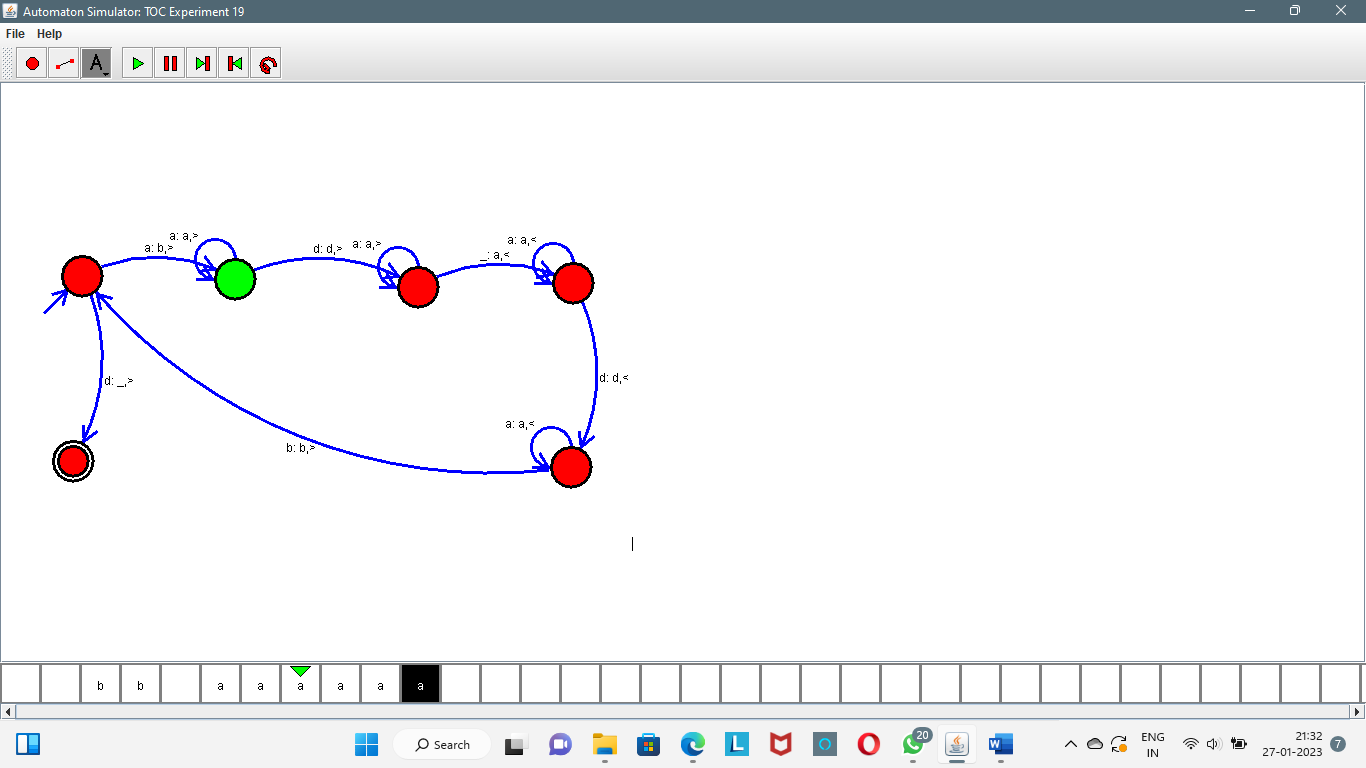 Automaton Simulator: TOC Experiment 19
File Help
A
a: a,>
a: b,>
d: d,>
a: a,>
_: a,<
a: a,<
d: _,>
d: d,<
a: a,<
b: b,>
b b a a a a a a
Search
L
20
W
ENG
IN
21:32
27-01-2023
7